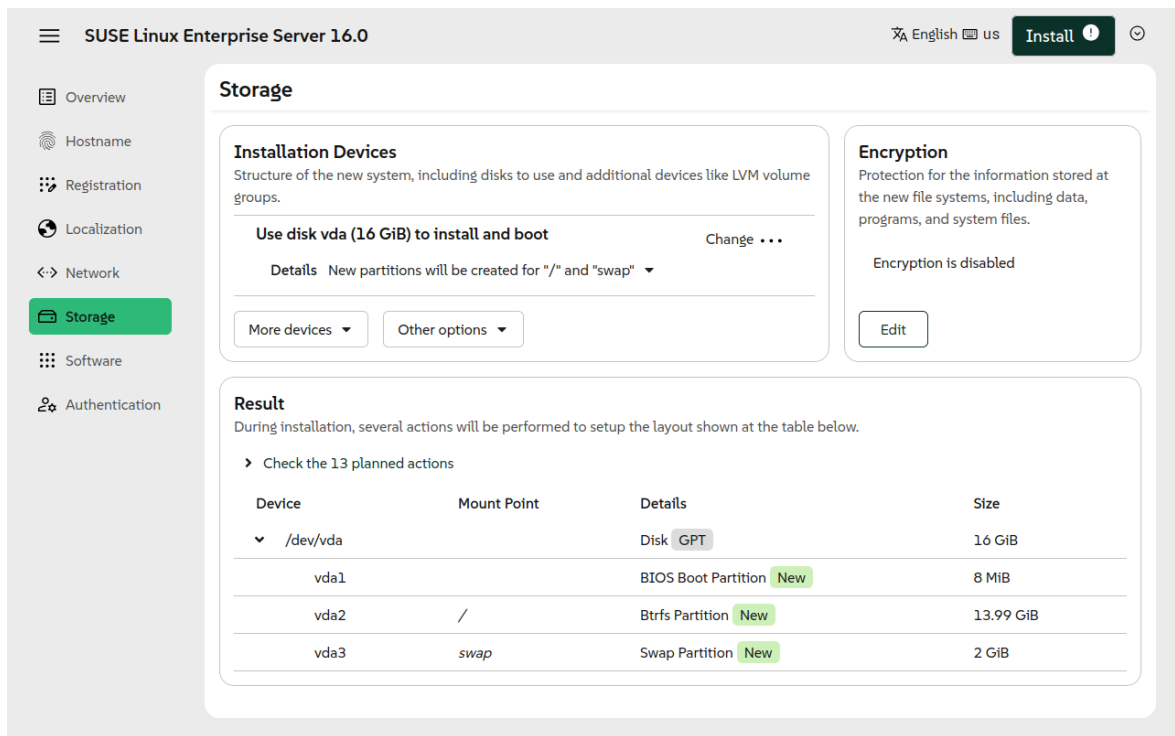 SUSE Linux Enterprise Server 16.0
English us
Install
Overview
Hostname
Registration
Localization
Network
Storage
Software
Authentication
Storage
Installation Devices
Structure of the new system, including disks to use and additional devices like LVM volume
groups.
Use disk vda (16 GiB) to install and boot
Change
Details New partitions will be created for "/" and "swap"
More devices
Other options
Encryption
Protection for the information stored at
the new file systems, including data,
programs, and system files.
Encryption is disabled
Edit
Result
During installation, several actions will be performed to setup the layout shown at the table below.
Check the 13 planned actions
Device Mount Point Details Size
/dev/vda Disk GPT 16 GiB
vda1 BIOS Boot Partition New 8 MiB
vda2 / Btrfs Partition New 13.99 GiB
vda3 swap Swap Partition New 2 GiB